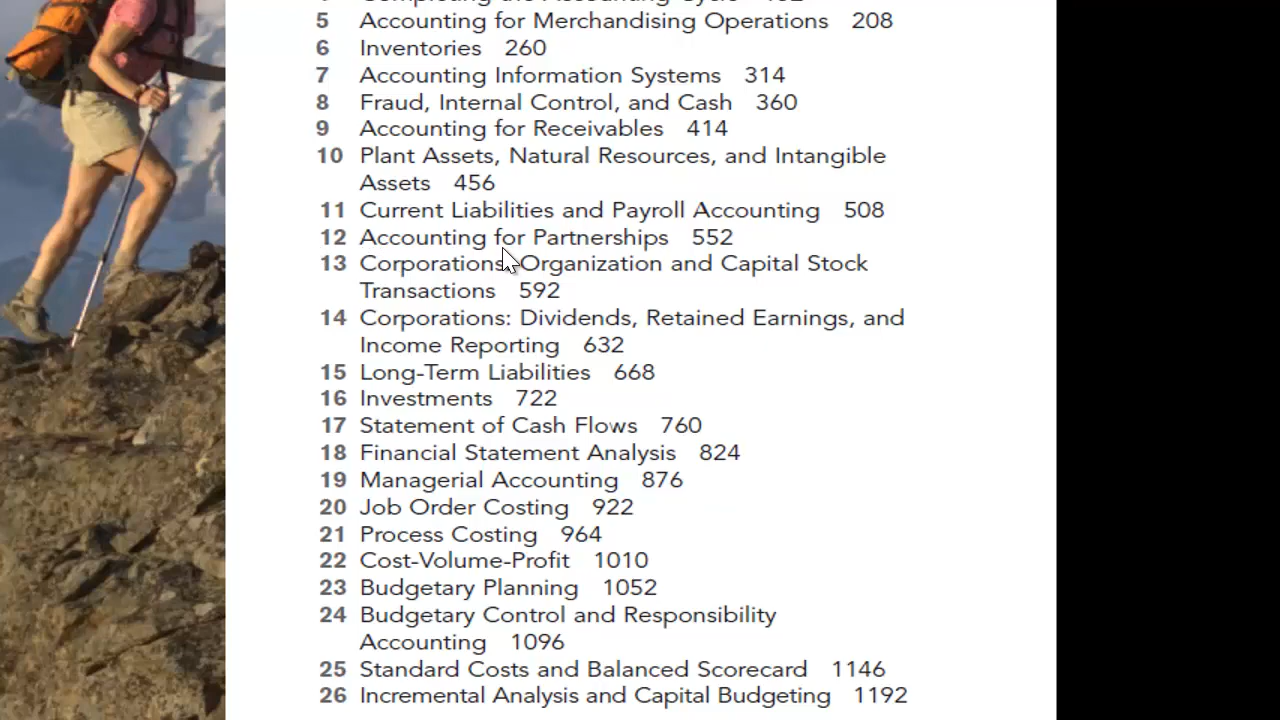 5 Accounting for Merchandising Operations 208
6 Inventories 260
7 Accounting Information Systems 314
8 Fraud, Internal Control, and Cash 360
9 Accounting for Receivables 414
10 Plant Assets, Natural Resources, and Intangible
Assets 456
11 Current Liabilities and Payroll Accounting 508
12 Accounting for Partnerships 552
13 Corporations: Organization and Capital Stock
Transactions 592
14 Corporations: Dividends, Retained Earnings, and
Income Reporting 632
15 Long-Term Liabilities 668
16 Investments 722
17 Statement of Cash Flows 760
18 Financial Statement Analysis 824
19 Managerial Accounting 876
20 Job Order Costing 922
21 Process Costing 964
22 Cost-Volume-Profit 1010
23 Budgetary Planning 1052
24 Budgetary Control and Responsibility
Accounting 1096
25 Standard Costs and Balanced Scorecard 1146
26 Incremental Analysis and Capital Budgeting 1192